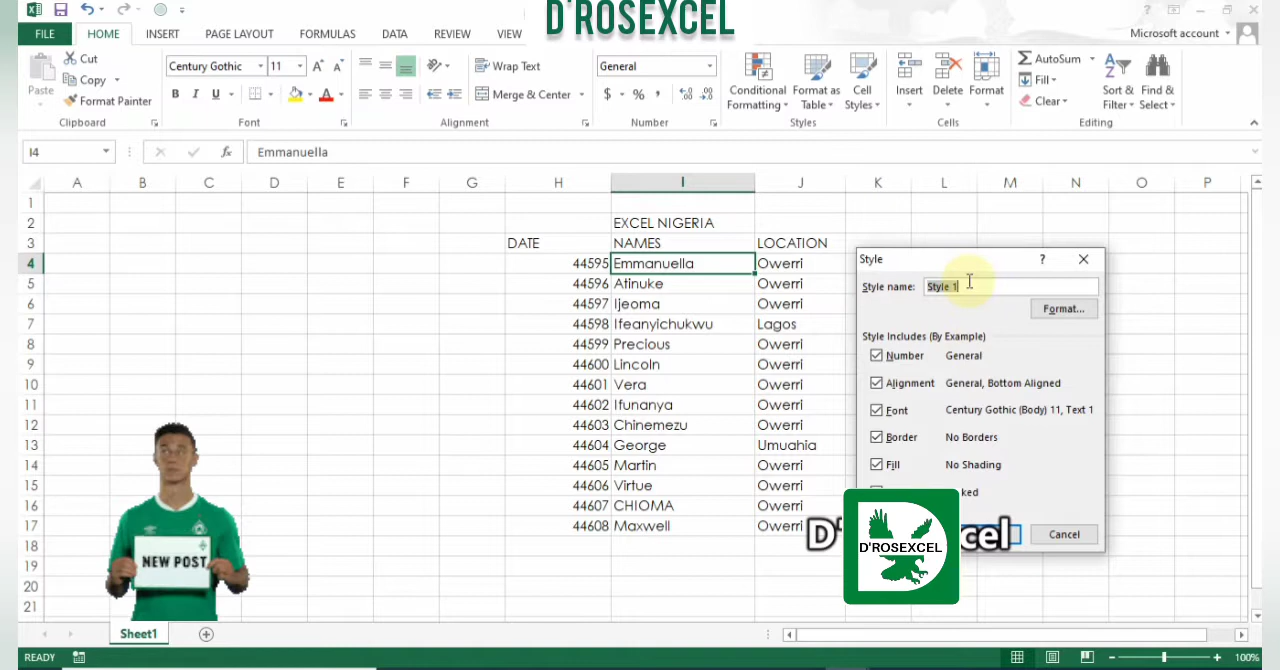 D'ROSEXCEL
FILE HOME INSERT PAGE LAYOUT FORMULAS DATA REVIEW VIEW Microsoft account
Paste Cut Copy Format Painter Clipboard
Century Gothic 11 B I U A Font
Wrap Text Merge & Center Alignment
General $ % , Number
Conditional Formatting Format as Table Cell Styles Styles
Insert Delete Format Cells
AutoSum Fill Clear Sort & Filter Find & Select Editing
I4 fx Emmanuella
A B C D E F G H I J K L M N O P
1
2 EXCEL NIGERIA
3 DATE NAMES LOCATION
4 44595 Emmanuella Owerri
5 44596 Atinuke Owerri
6 44597 Ijeoma Owerri
7 44598 Ifeanyichukwu Lagos
8 44599 Precious Owerri
9 44600 Lincoln Owerri
10 44601 Vera Owerri
11 44602 Ifunanya Owerri
12 44603 Chinemezu Owerri
13 44604 George Umuahia
14 44605 Martin Owerri
15 44606 Virtue Owerri
16 44607 CHIOMA Owerri
17 44608 Maxwell Owerri
18
19
20
21
Style ?
Style name: Style 1
Format...
Style Includes (By Example)
Number General
Alignment General, Bottom Aligned
Font Century Gothic (Body) 11, Text 1
Border No Borders
Fill No Shading
Cancel
D'ROSEXCEL
NEW POST
Sheet1
READY 100%